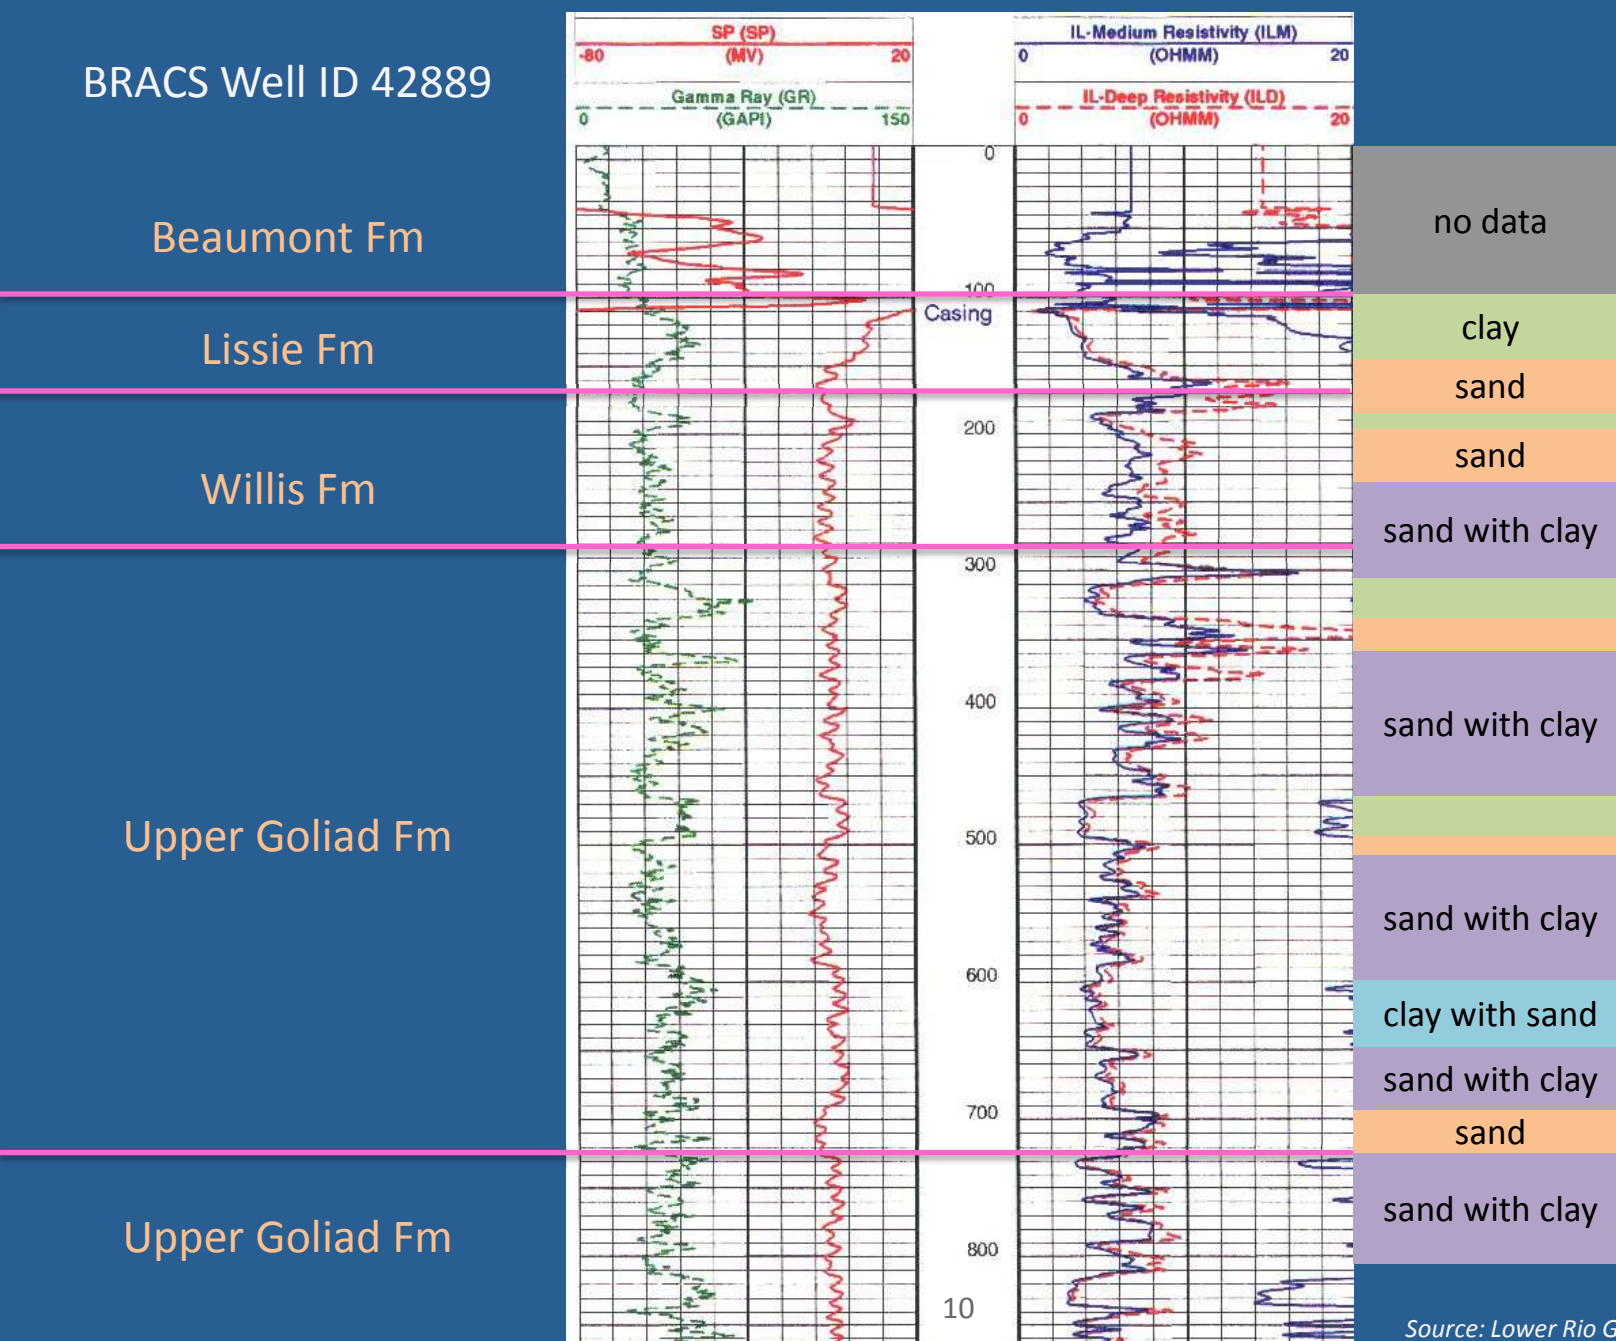 BRACS Well ID 42889
SP (SP)
-80 (MV) 20
Gamma Ray (GR)
0 (GAPI) 150
IL-Medium Resistivity (ILM)
0 (OHMM) 20
IL-Deep Resistivity (ILD)
0 (OHMM) 20
0
Beaumont Fm
no data
100
Casing
Lissie Fm
clay
sand
200
Willis Fm
sand
sand with clay
300
400
sand with clay
Upper Goliad Fm
500
sand with clay
600
clay with sand
sand with clay
700
sand
Upper Goliad Fm
sand with clay
800
10
Source: Lower Rio G